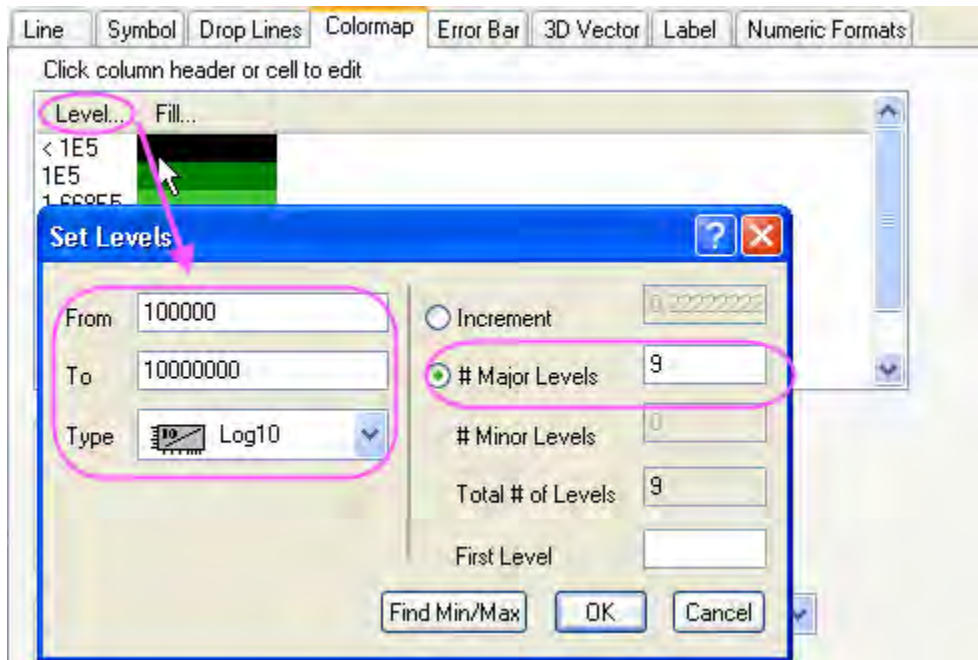 Line Symbol Drop Lines Colormap Error Bar 3D Vector Label Numeric Formats
Click column header or cell to edit
Level... Fill...
< 1E5
1E5
Set Levels
From 100000
To 10000000
Type Log10
Increment
# Major Levels 9
# Minor Levels 0
Total # of Levels 9
First Level
Find Min/Max OK Cancel